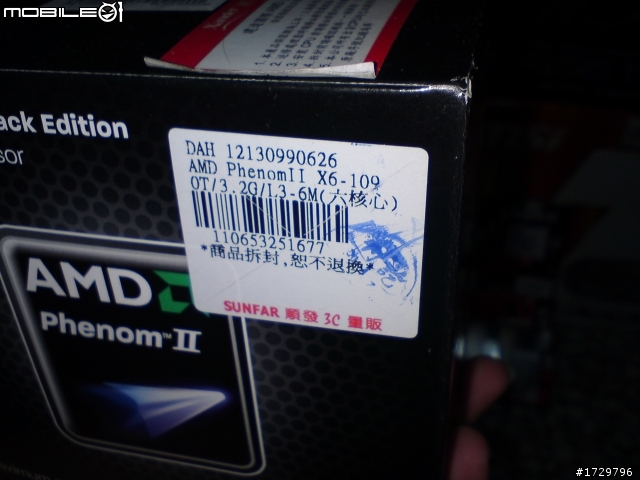 MOBILE01
ack Edition
sor
DAH 12130990626
AMD PhenomII X6-109
0T/3.2G/L3-6M(六核心)
110653251677
*商品拆封,恕不退換*
SUNFAR 順發 3C 量販
AMD
Phenom™ II
#1729796